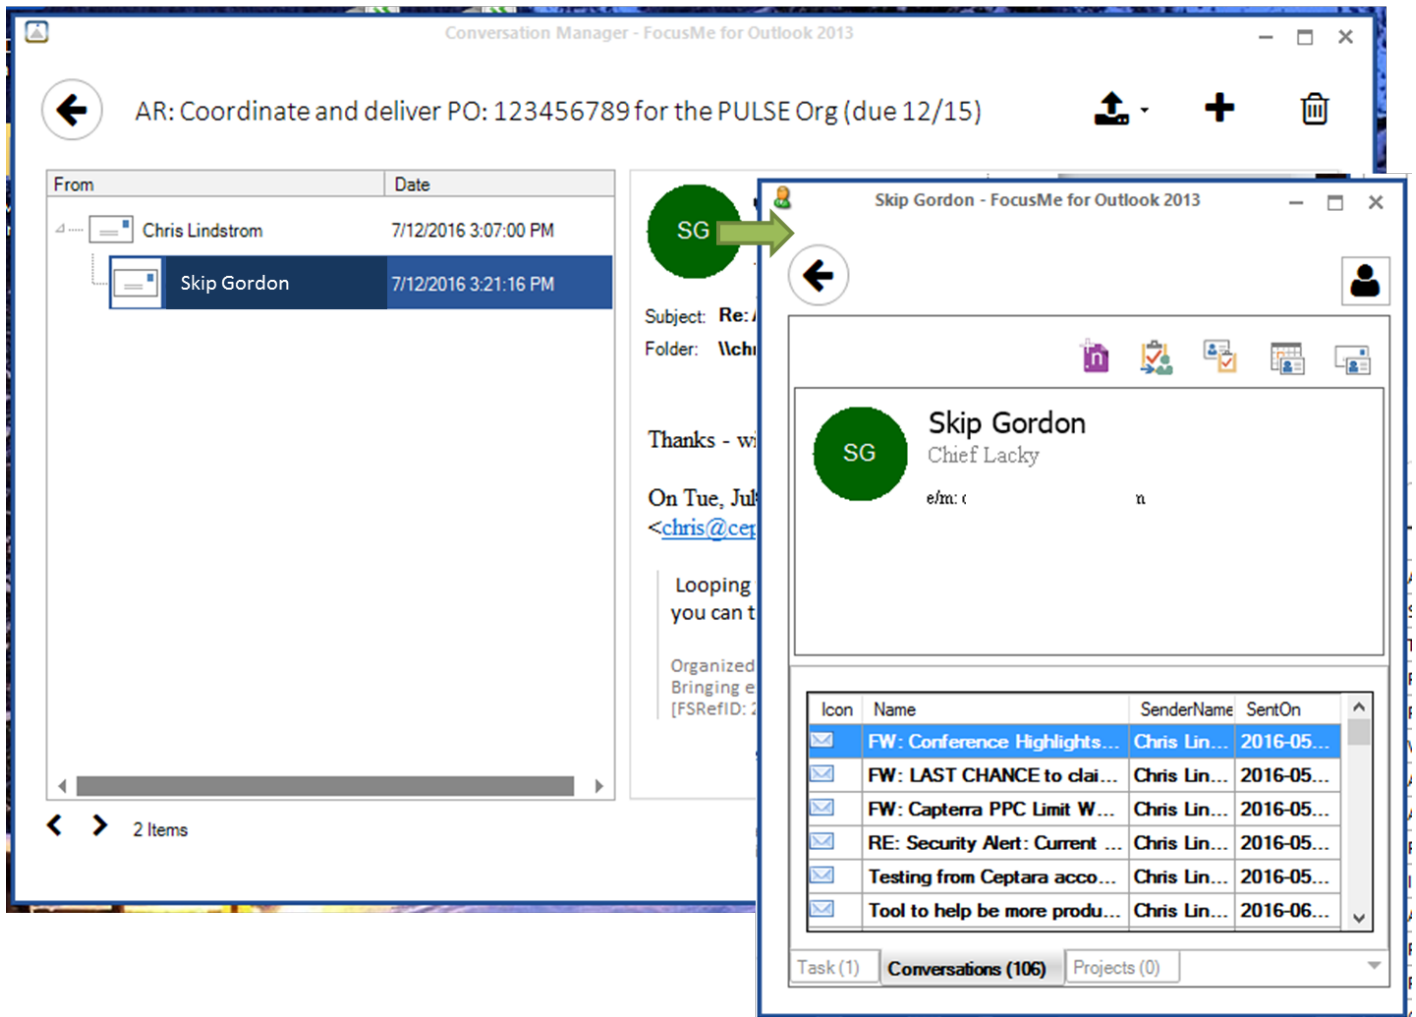 Conversation Manager - FocusMe for Outlook 2013
AR: Coordinate and deliver PO: 123456789 for the PULSE Org (due 12/15)
From Date
Chris Lindstrom 7/12/2016 3:07:00 PM
Skip Gordon 7/12/2016 3:21:16 PM
2 Items
SG
Subject: Re:
Folder:
Thanks -
On Tue,
Looping
you can
Organized
Bringing
[FSRefID:
Skip Gordon - FocusMe for Outlook 2013
SG
Skip Gordon
Chief Lacky
e/m:
Icon Name SenderName SentOn
FW: Conference Highlights... Chris Lin... 2016-05...
FW: LAST CHANCE to clai... Chris Lin... 2016-05...
FW: Capterra PPC Limit W... Chris Lin... 2016-05...
RE: Security Alert: Current ... Chris Lin... 2016-05...
Testing from Ceptara acco... Chris Lin... 2016-05...
Tool to help be more produ... Chris Lin... 2016-06...
Task (1) Conversations (106) Projects (0)